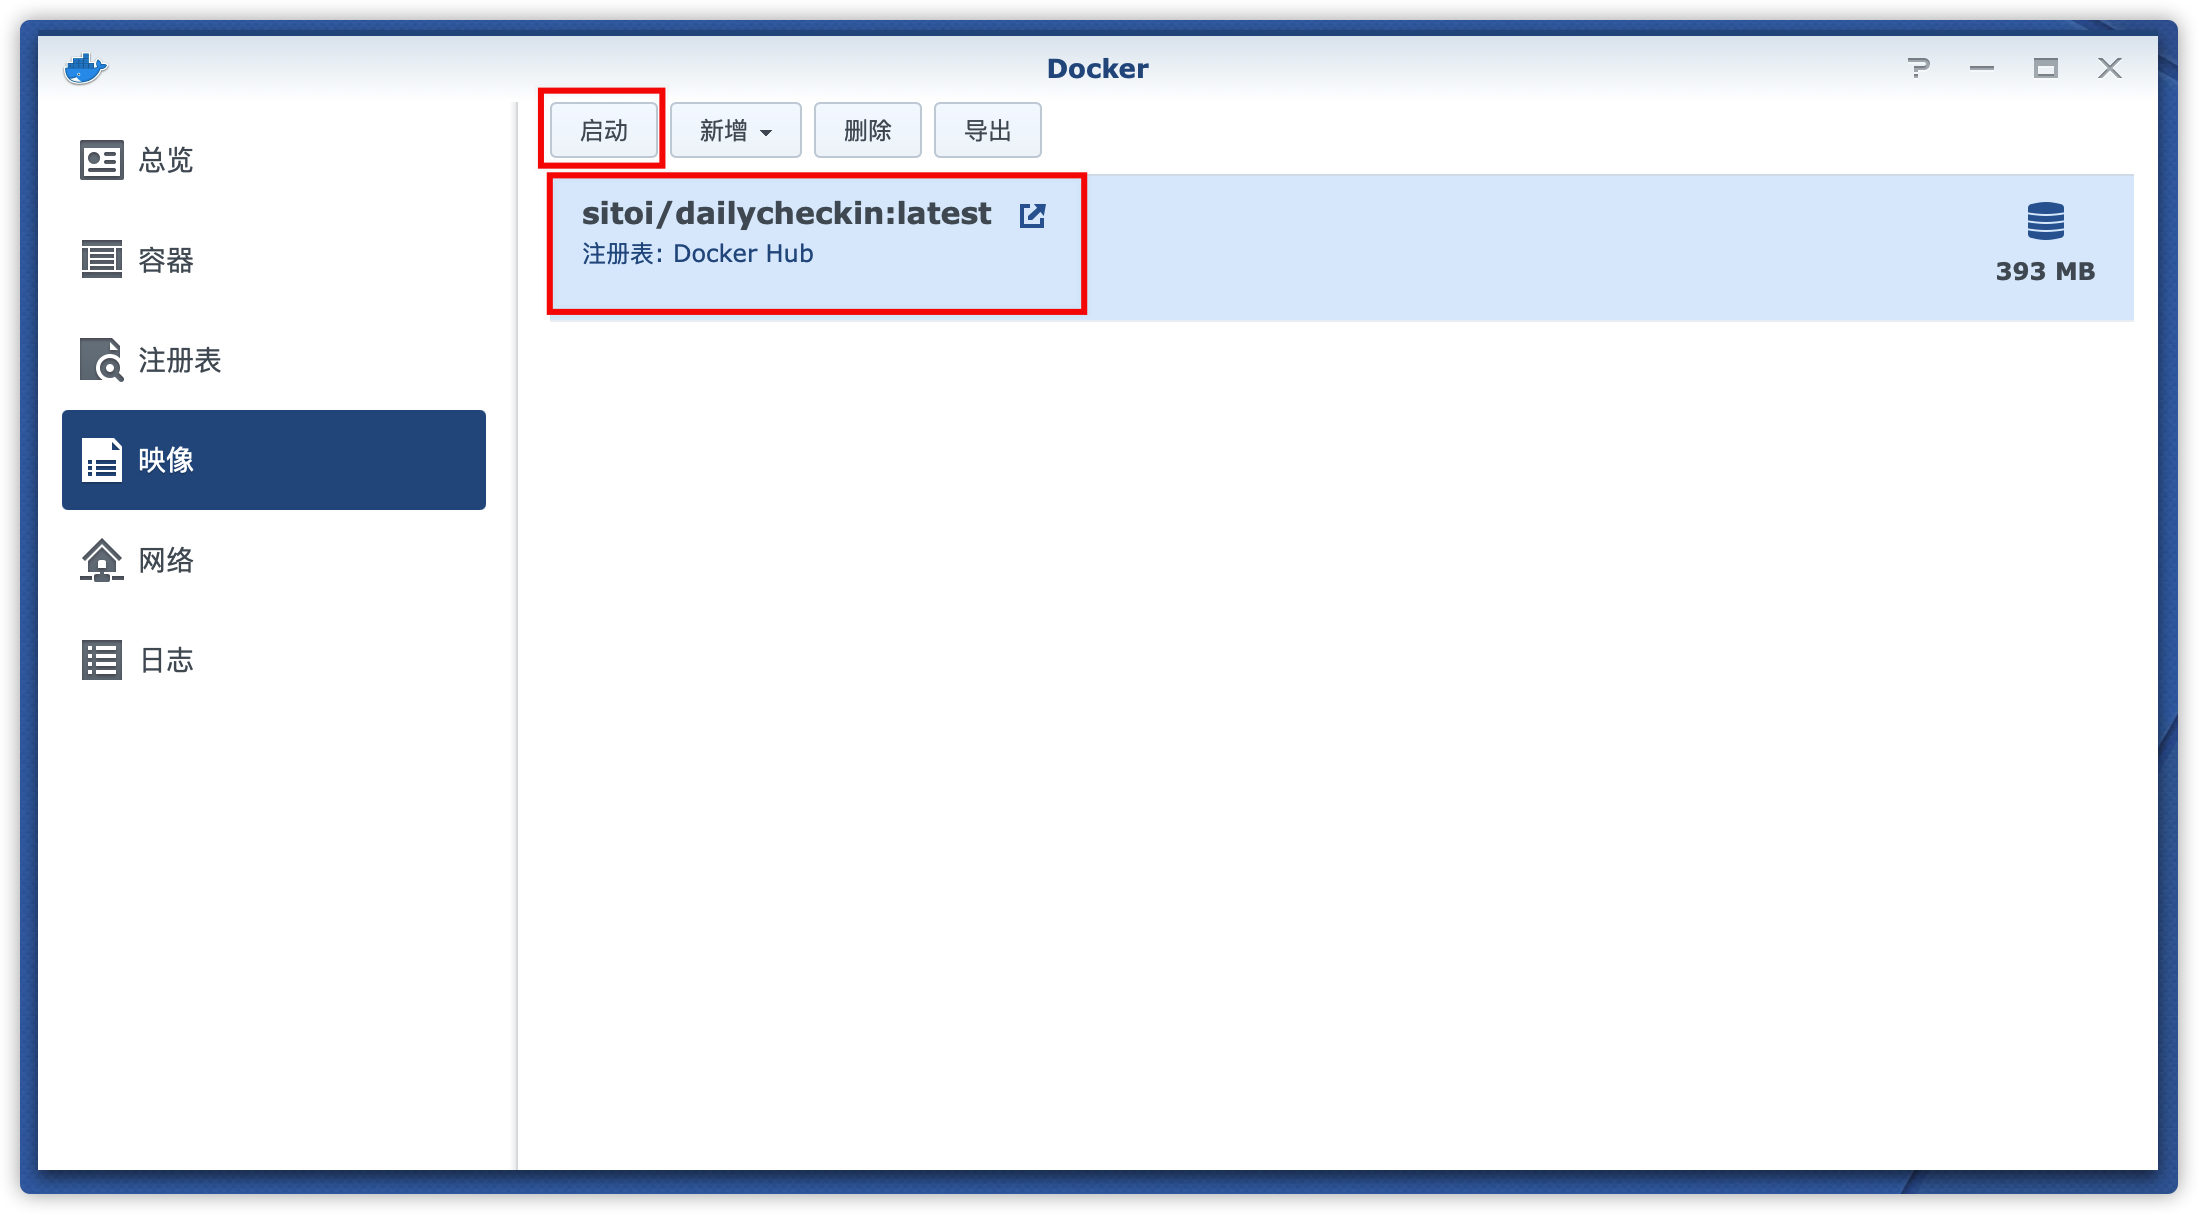 Docker
总览
容器
注册表
映像
网络
日志
启动
新增
删除
导出
sitoi/dailycheckin:latest
注册表: Docker Hub
393 MB